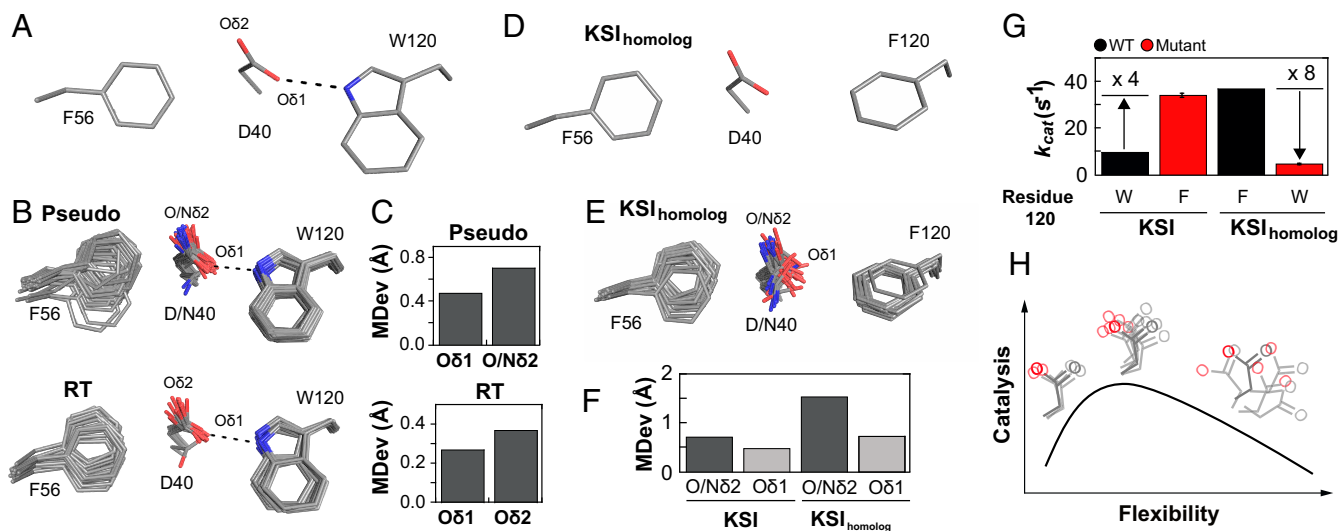 A
Oδ2
W120
Oδ1
F56
D40
D
KSIhomolog
F120
F56
D40
G
WT Mutant
x 4
x 8
kcat (s-1)
40
20
0
Residue 120
W F F W
KSI KSIhomolog
B
Pseudo
O/Nδ2
W120
Oδ1
F56
D/N40
RT
Oδ2
W120
Oδ1
F56
D40
C
Pseudo
MDev (Å)
0.8
0.4
0.0
Oδ1 O/Nδ2
RT
MDev (Å)
0.4
0.2
0.0
Oδ1 Oδ2
E
KSIhomolog
O/Nδ2
F120
Oδ1
F56
D/N40
F
MDev (Å)
2
1
0
O/Nδ2 Oδ1 O/Nδ2 Oδ1
KSI KSIhomolog
H
Catalysis
Flexibility